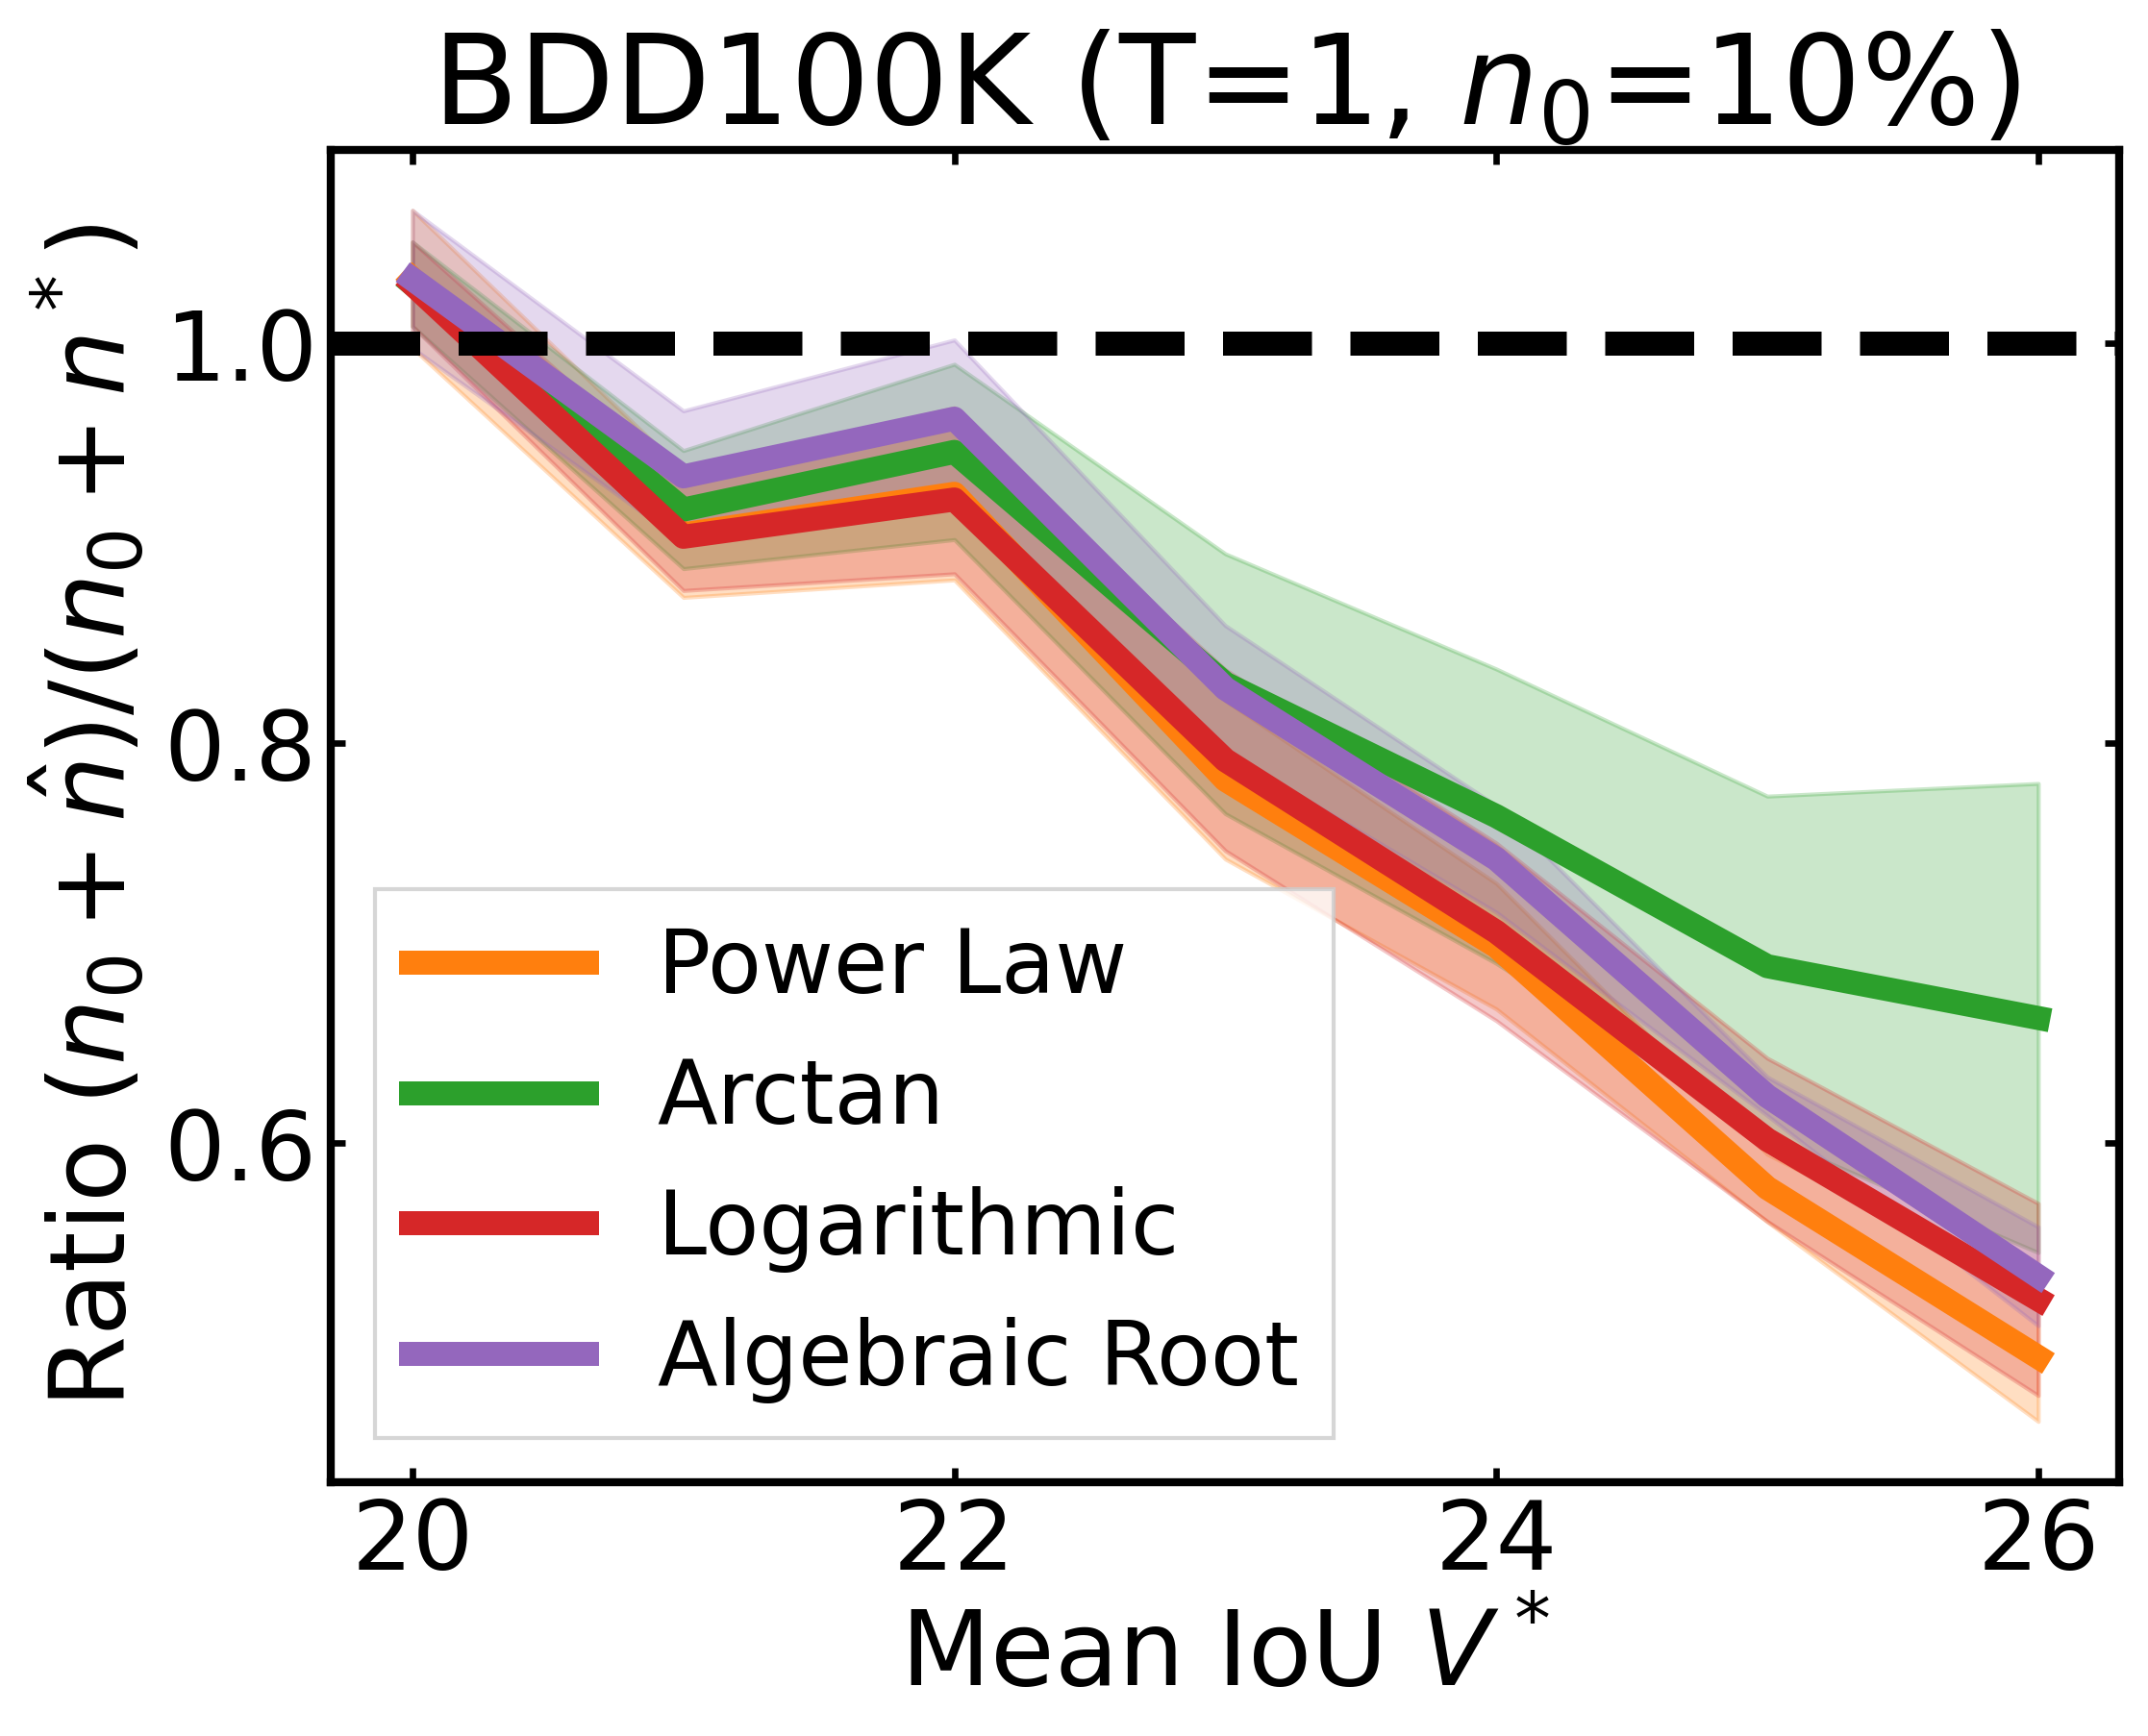 BDD100K (T=1, n₀=10%)
Ratio (n₀ + n̂)/(n₀ + n*)
1.0
0.8
0.6
Power Law
Arctan
Logarithmic
Algebraic Root
20 22 24 26
Mean IoU V*